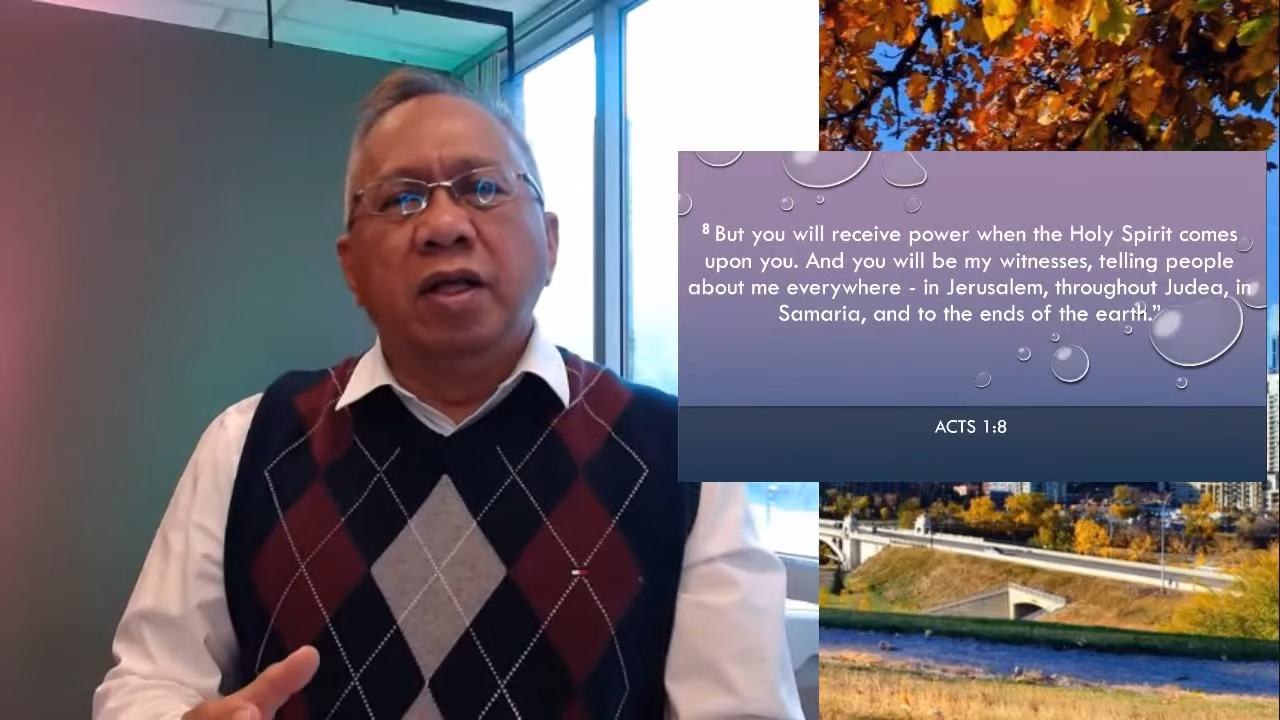 8 But you will receive power when the Holy Spirit comes
upon you. And you will be my witnesses, telling people
about me everywhere - in Jerusalem, throughout Judea, in
Samaria, and to the ends of the earth.”
ACTS 1:8